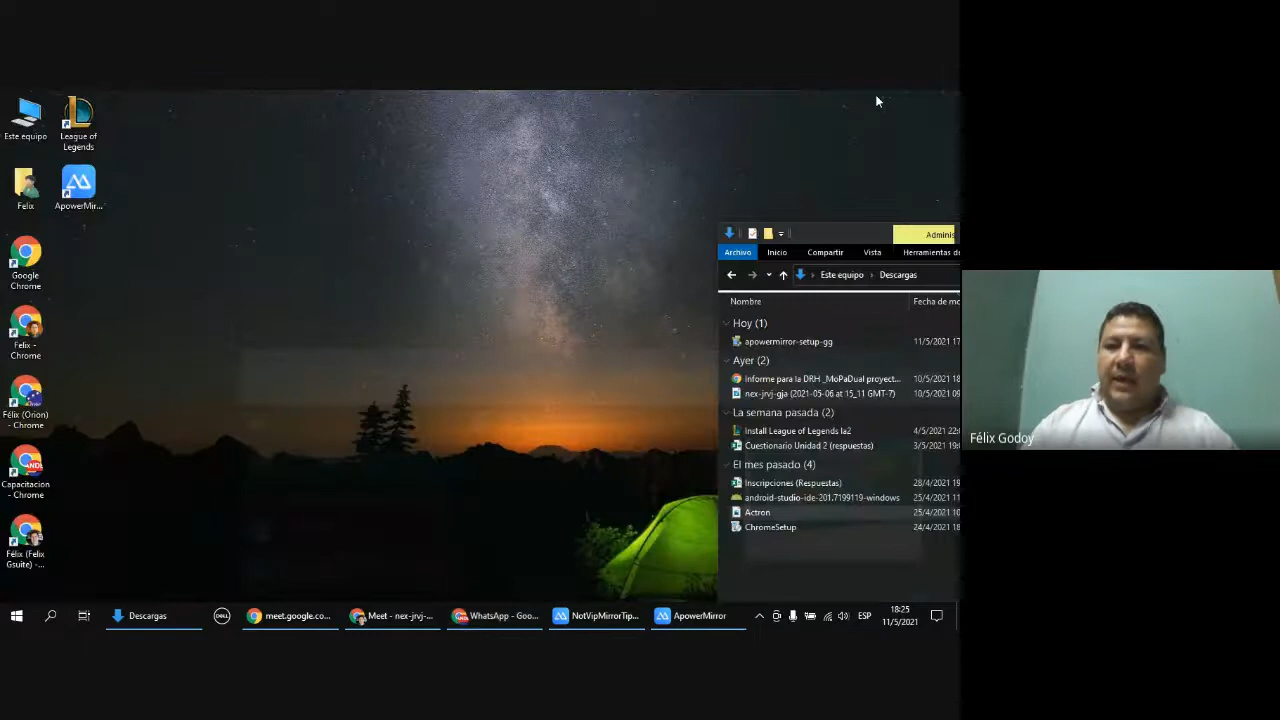 Este equipo
League of
Legends
Felix
ApowerMir...
Google
Chrome
Felix -
Chrome
Félix (Orion)
- Chrome
Capacitacion
- Chrome
Félix (Felix
Gsuite) -...
Adminis
Archivo
Inicio
Compartir
Vista
Herramientas de
Este equipo
Descargas
Nombre
Fecha de mo
Hoy (1)
apowermirror-setup-gg
11/5/2021 17
Ayer (2)
Informe para la DRH _MoPaDual proyect...
10/5/2021 18
nex-jrvj-gja (2021-05-06 at 15_11 GMT-7)
10/5/2021 09
La semana pasada (2)
Install League of Legends la2
4/5/2021 22:
Cuestionario Unidad 2 (respuestas)
3/5/2021 19:
El mes pasado (4)
Inscripciones (Respuestas)
28/4/2021 19
android-studio-ide-201.7199119-windows
25/4/2021 11
Actron
25/4/2021 10
ChromeSetup
24/4/2021 18
Félix Godoy
Descargas
DELL
meet.google.co...
Meet - nex-jrvj-...
WhatsApp - Goo...
NotVipMirrorTip...
ApowerMirror
ESP
18:25
11/5/2021